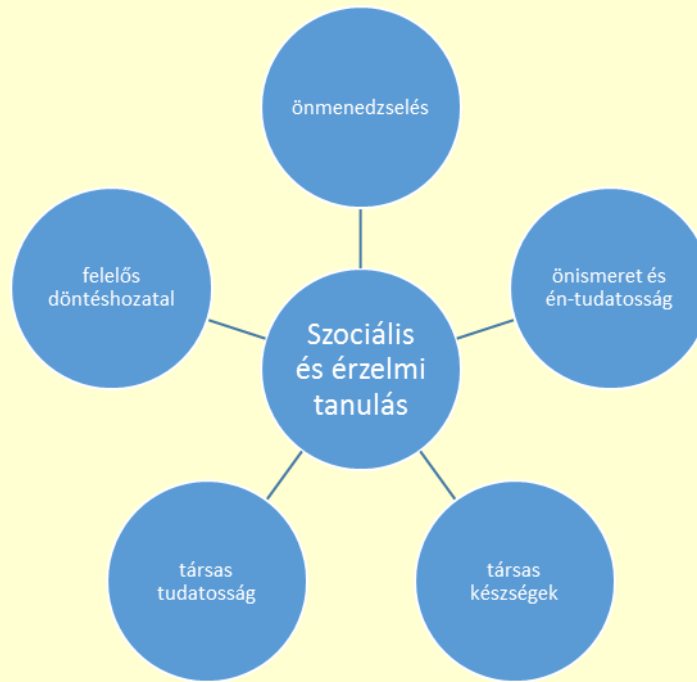 önmenedzselés
felelős
döntéshozatal
önismeret és
én-tudatosság
Szociális
és érzelmi
tanulás
társas
tudatosság
társas
készségek